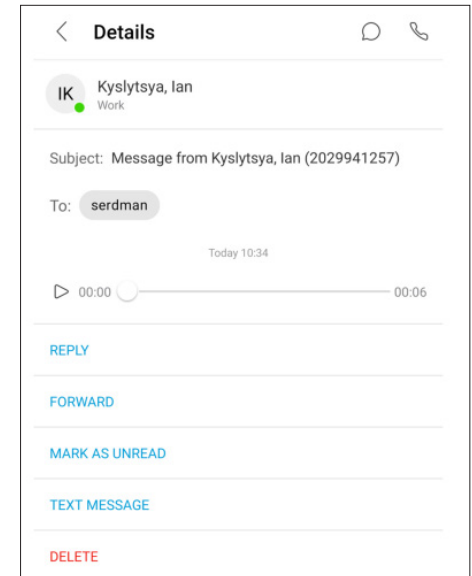 Details
IK
Kyslytsya, Ian
Work
Subject: Message from Kyslytsya, Ian (2029941257)
To: serdman
Today 10:34
00:00 00:06
REPLY
FORWARD
MARK AS UNREAD
TEXT MESSAGE
DELETE